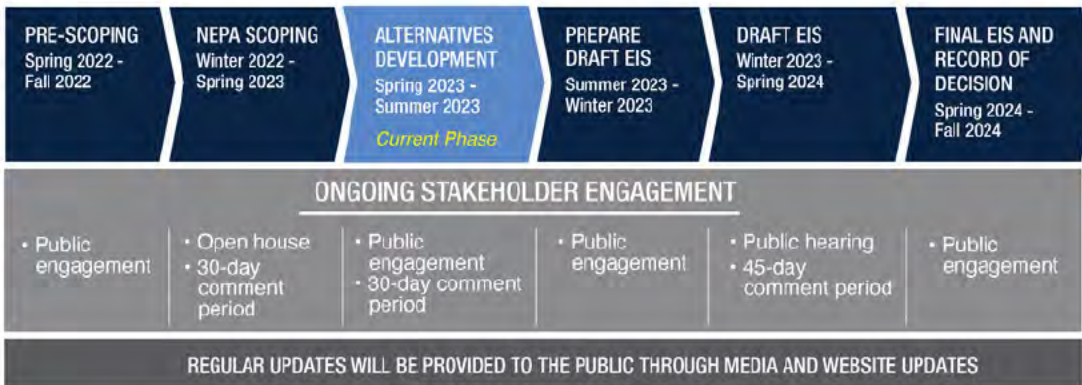 PRE-SCOPING
Spring 2022 -
Fall 2022
NEPA SCOPING
Winter 2022 -
Spring 2023
ALTERNATIVES
DEVELOPMENT
Spring 2023 -
Summer 2023
Current Phase
PREPARE
DRAFT EIS
Summer 2023 -
Winter 2023
DRAFT EIS
Winter 2023 -
Spring 2024
FINAL EIS AND
RECORD OF
DECISION
Spring 2024 -
Fall 2024
ONGOING STAKEHOLDER ENGAGEMENT
• Public
engagement
• Open house
• 30-day
comment
period
• Public
engagement
• 30-day comment
period
• Public
engagement
• Public hearing
• 45-day
comment period
• Public
engagement
REGULAR UPDATES WILL BE PROVIDED TO THE PUBLIC THROUGH MEDIA AND WEBSITE UPDATES